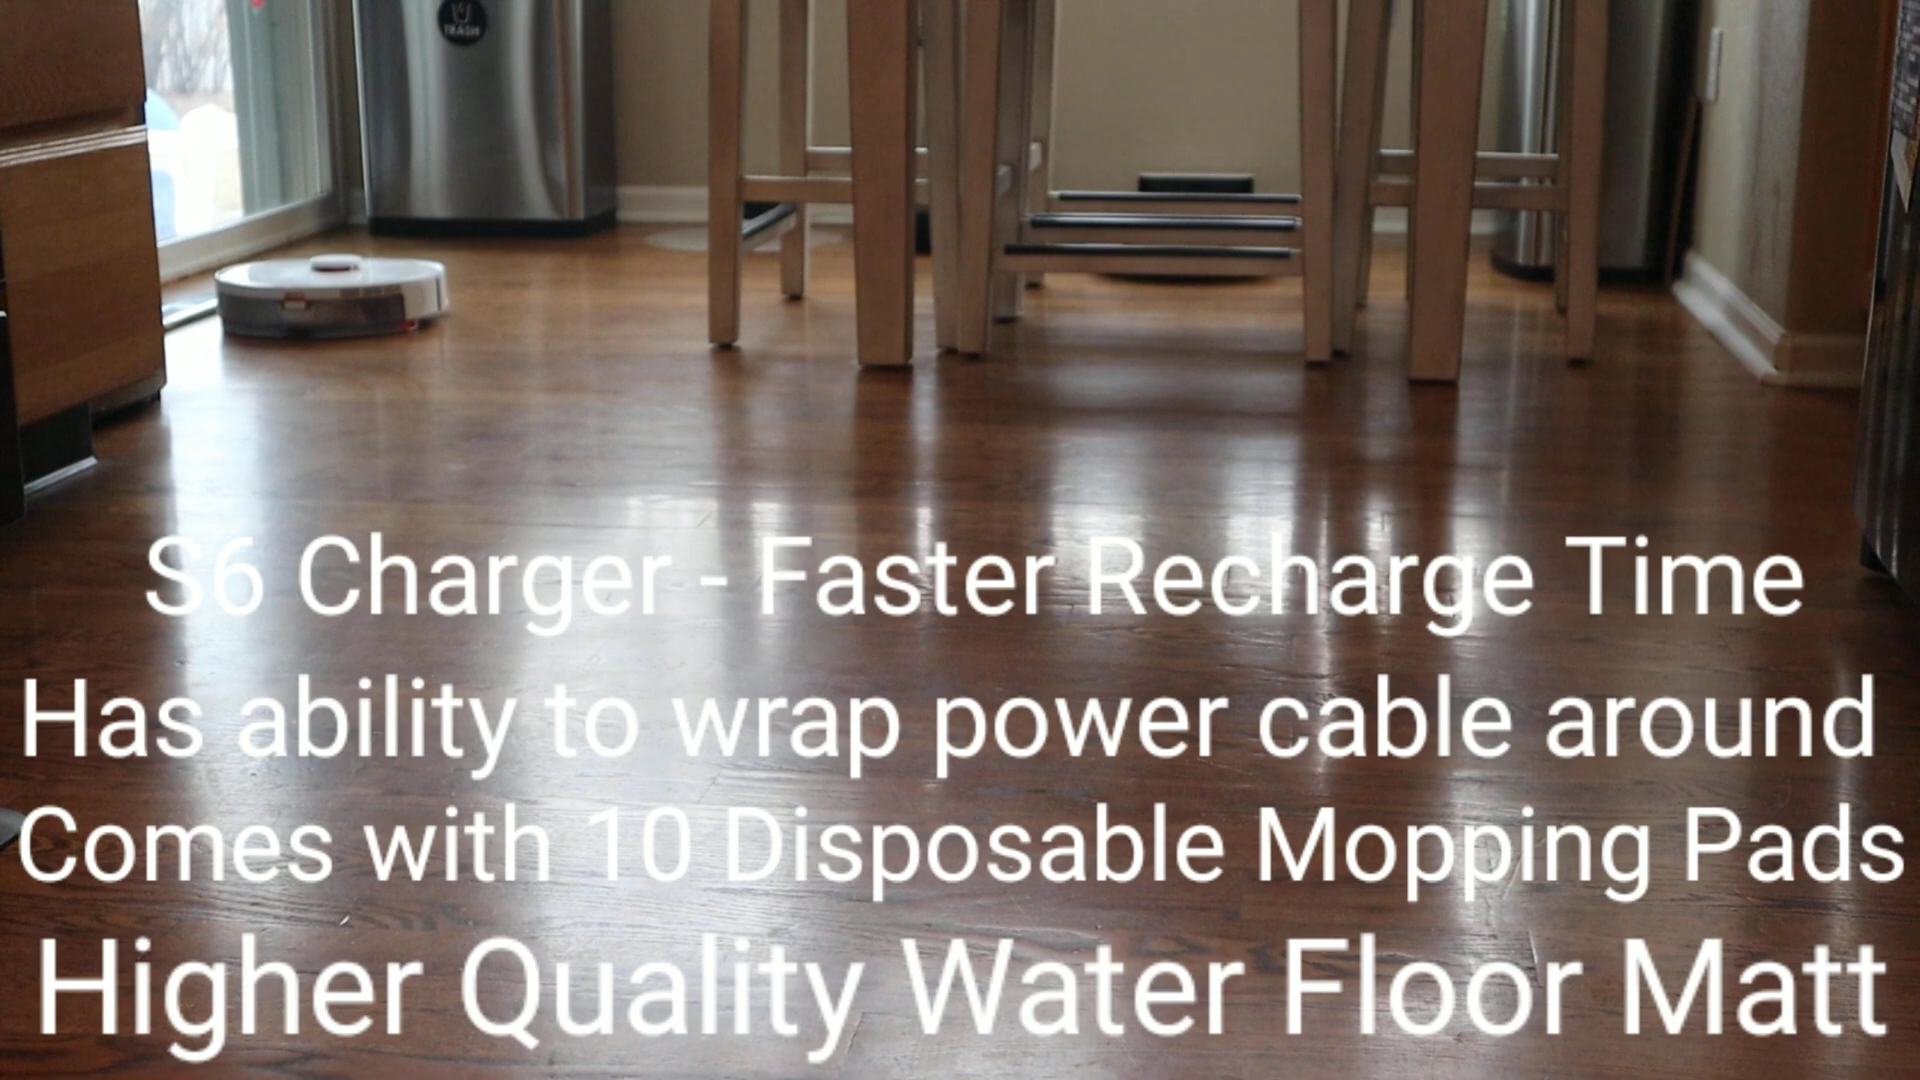 TRASH
S6 Charger - Faster Recharge Time
Has ability to wrap power cable around
Comes with 10 Disposable Mopping Pads
Higher Quality Water Floor Matt